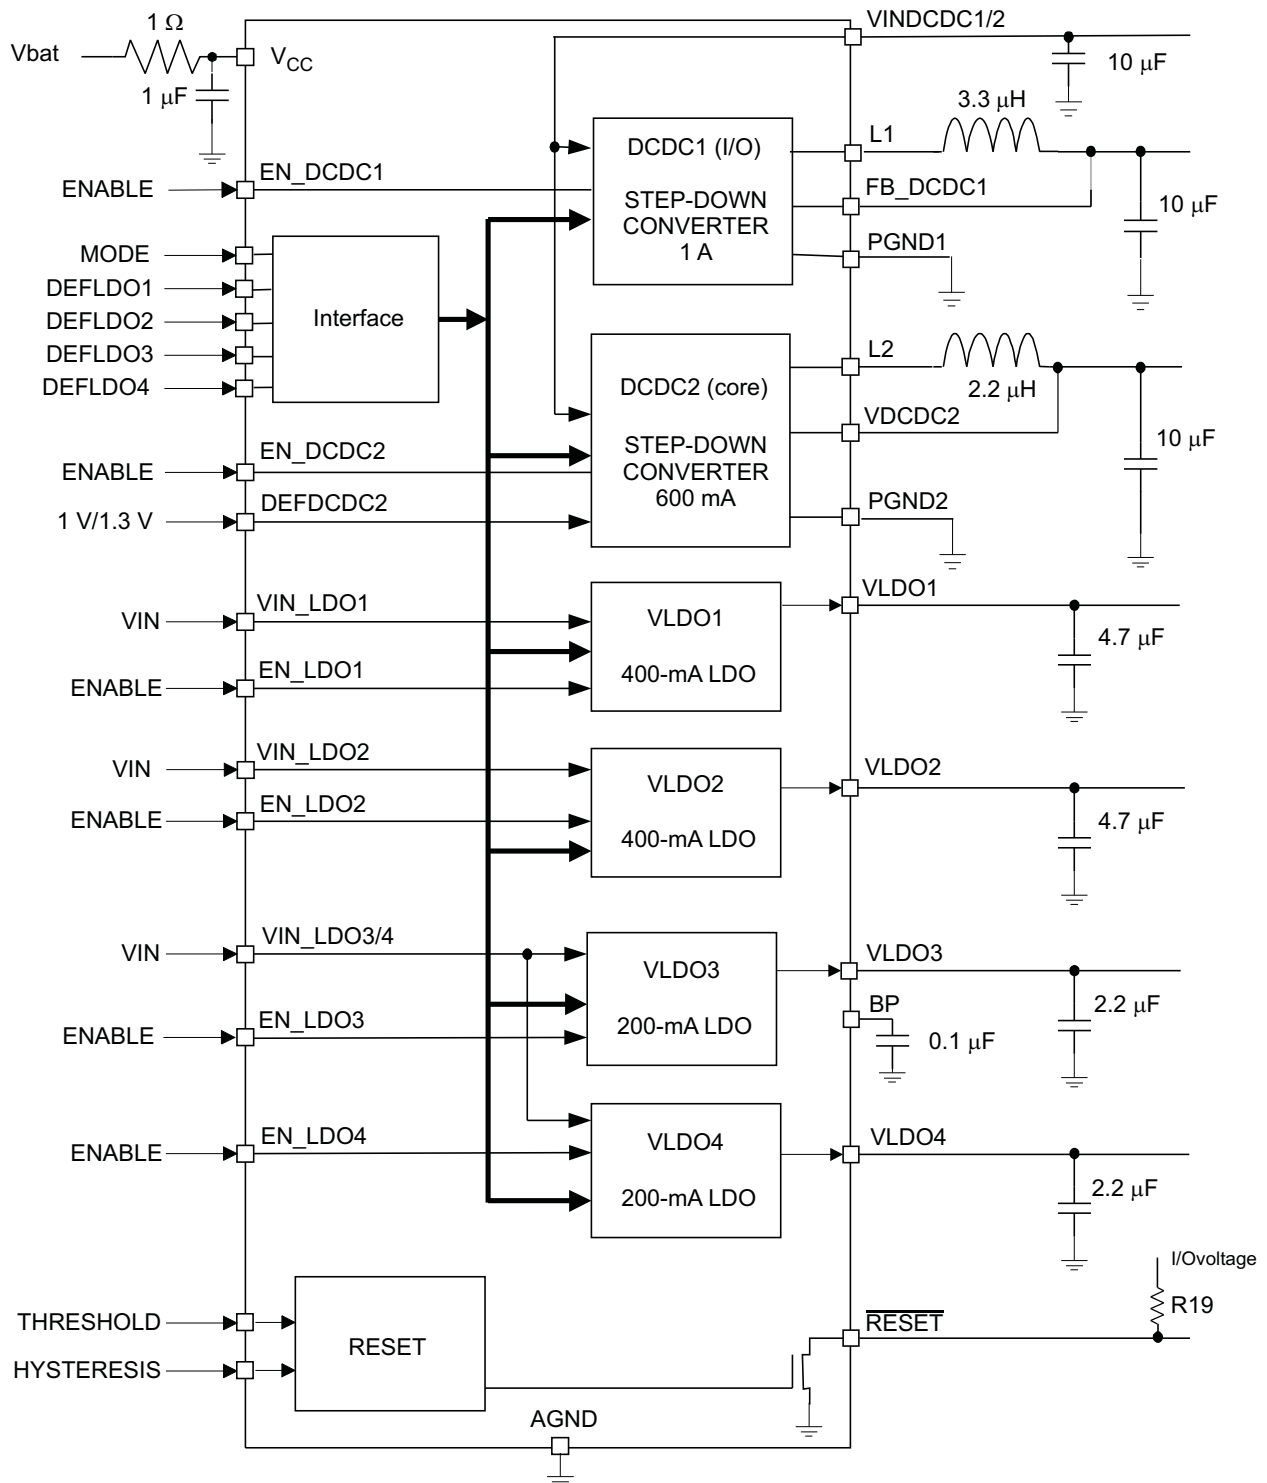 1 Ω
VINDCDC1/2
Vbat
VCC
10 μF
1 μF
3.3 μH
DCDC1 (I/O)
L1
EN_DCDC1
ENABLE
STEP-DOWN
CONVERTER
1 A
FB_DCDC1
10 μF
MODE
PGND1
DEFLDO1
DEFLDO2
DEFLDO3
DEFLDO4
Interface
L2
DCDC2 (core)
2.2 μH
VDCDC2
EN_DCDC2
ENABLE
STEP-DOWN
CONVERTER
600 mA
10 μF
DEFDCDC2
1 V/1.3 V
PGND2
VIN_LDO1
VIN
VLDO1
VLDO1
4.7 μF
EN_LDO1
ENABLE
400-mA LDO
VIN_LDO2
VIN
VLDO2
VLDO2
EN_LDO2
ENABLE
400-mA LDO
4.7 μF
VIN_LDO3/4
VIN
VLDO3
VLDO3
BP
2.2 μF
EN_LDO3
ENABLE
200-mA LDO
0.1 μF
EN_LDO4
ENABLE
VLDO4
VLDO4
200-mA LDO
2.2 μF
I/Ovoltage
R19
THRESHOLD
RESET
RESET
HYSTERESIS
AGND